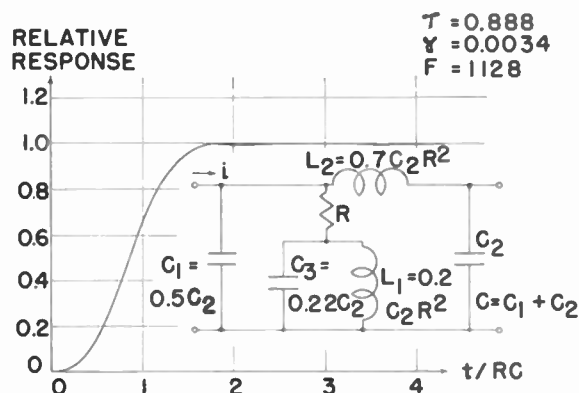 RELATIVE
RESPONSE
τ = 0.888
γ = 0.0034
F = 1128
1.2
1.0
0.8
0.6
0.4
0.2
0
0 1 2 3 4
t/RC
i
L₂=0.7C₂R²
R
C₁ =
0.5C₂
C₃ =
0.22C₂
L₁=0.2
C₂R²
C₂
C=C₁ + C₂